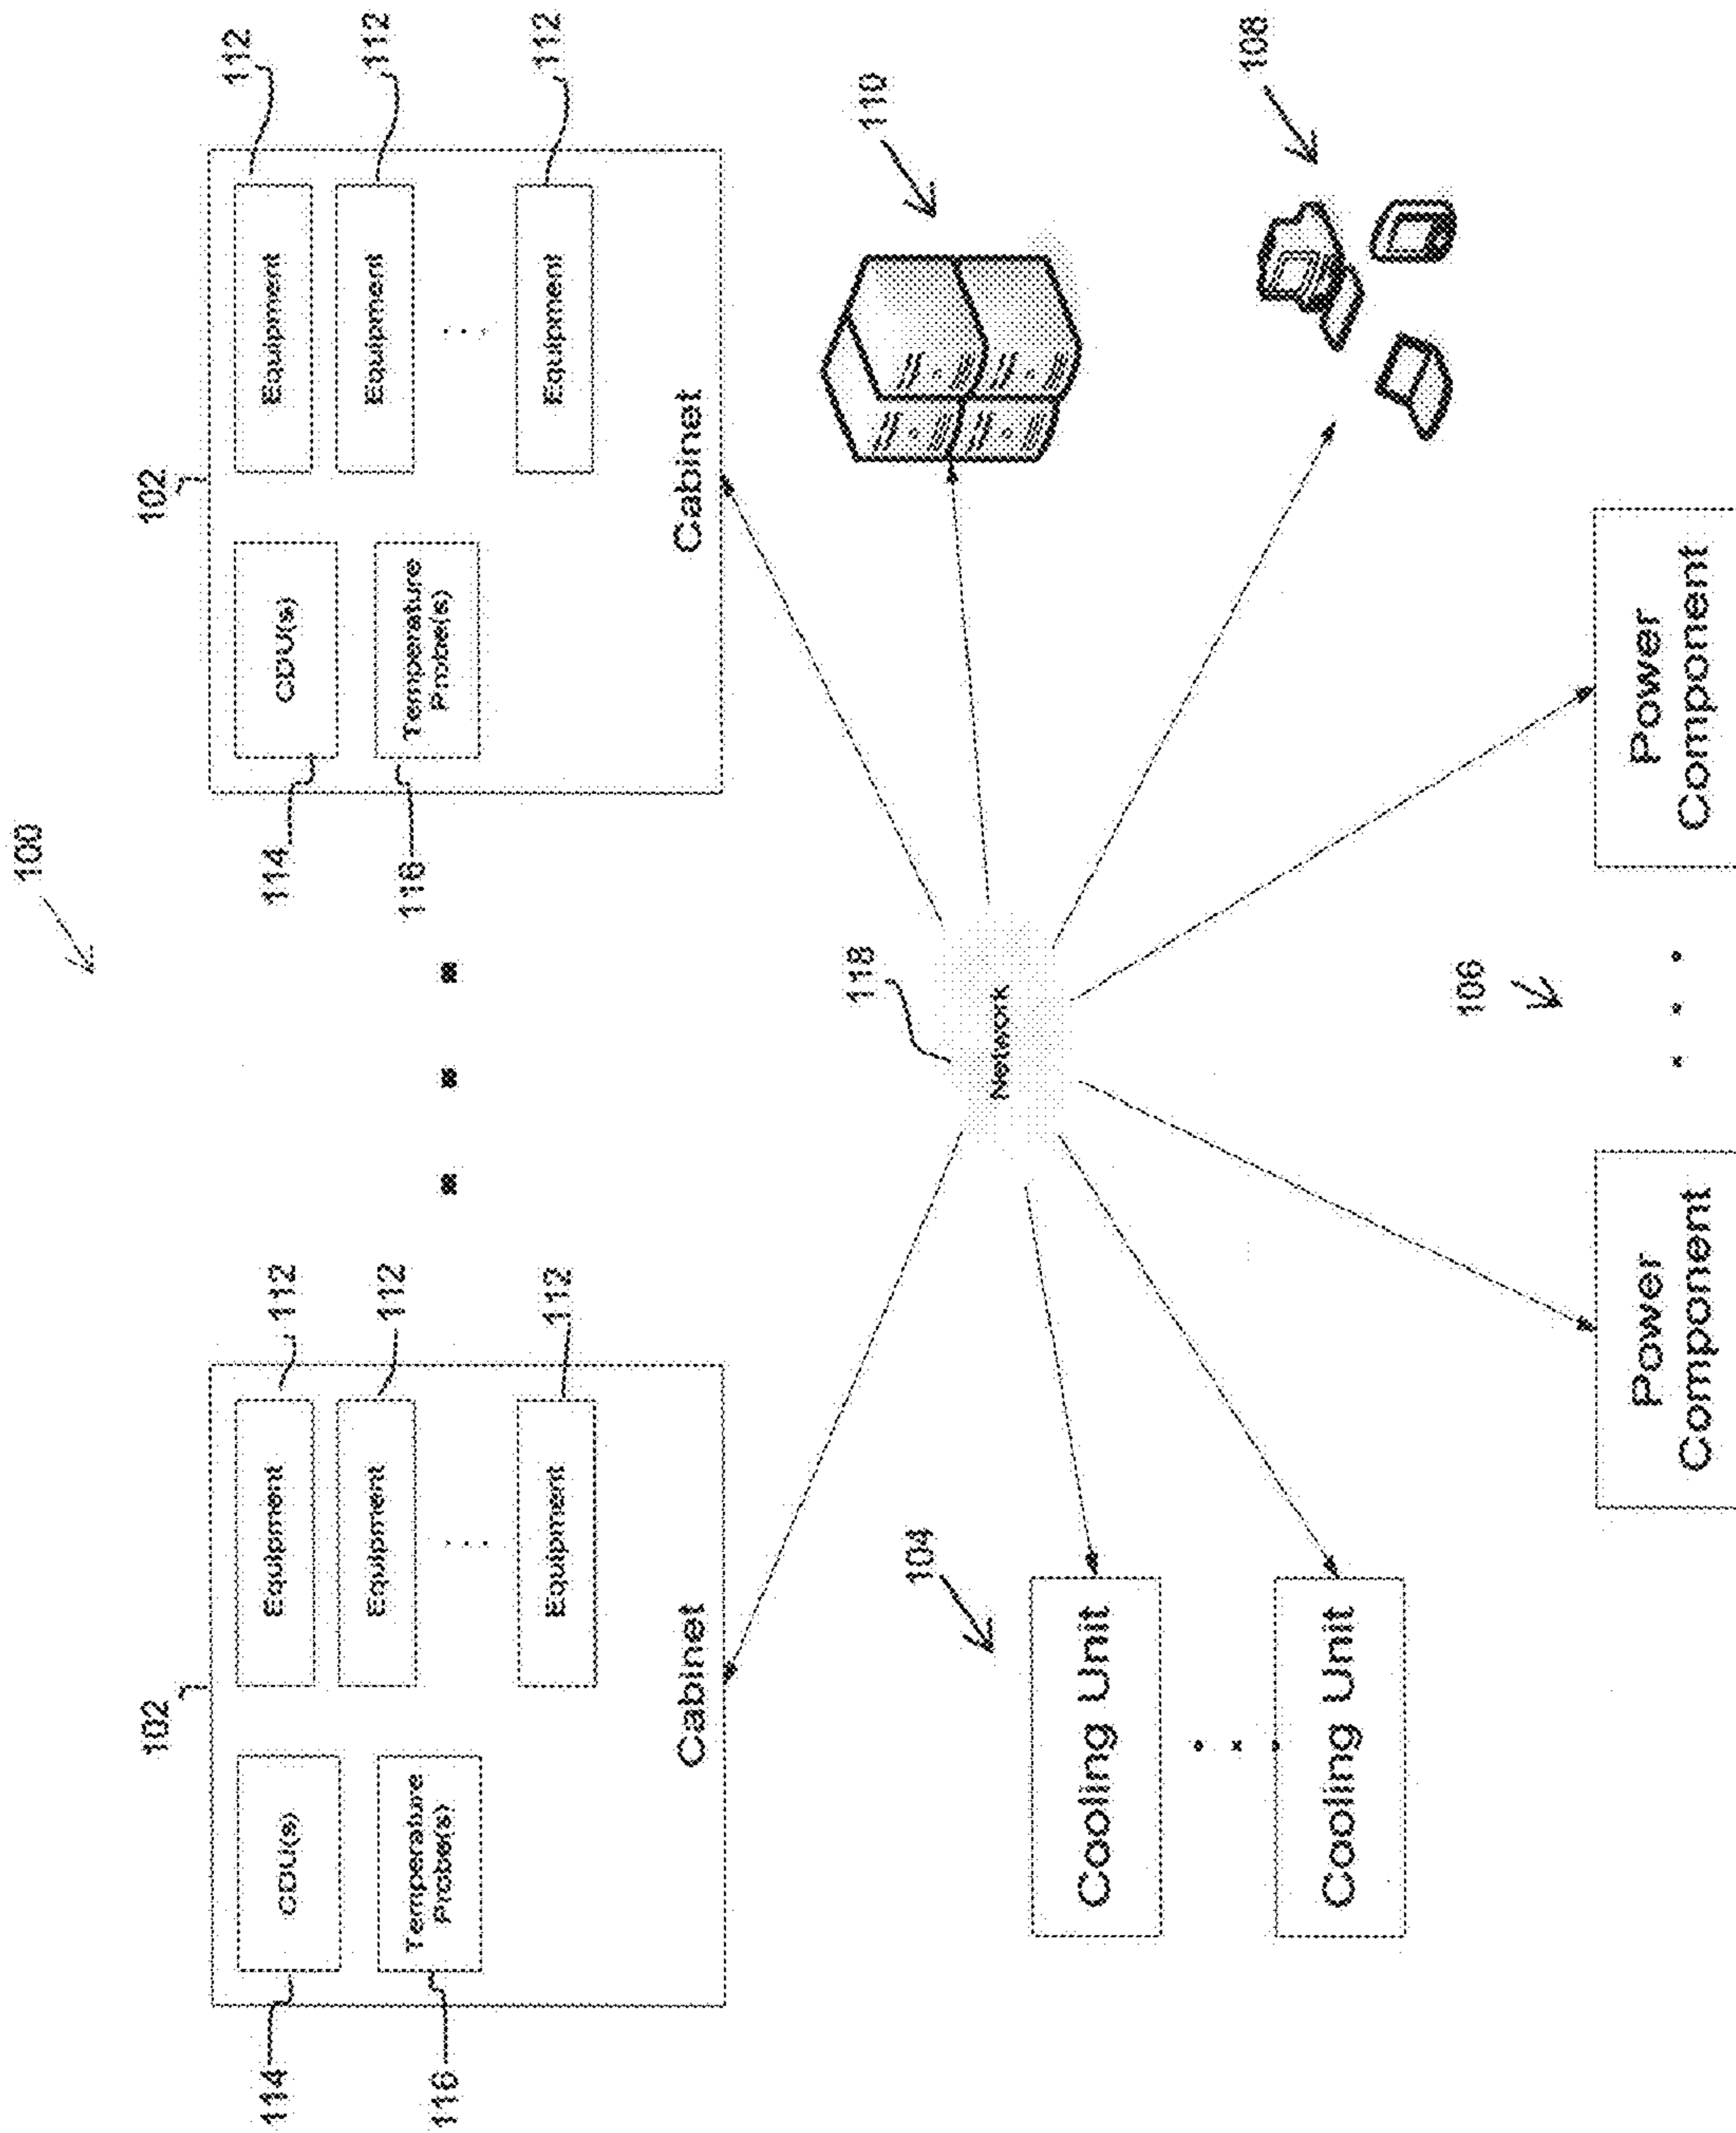 100
102
102
112
112
112
112
112
112
114
CDU(s)
Equipment
Equipment
Equipment
116
Temperature
Probe(s)
Cabinet
114
CDU(s)
Equipment
Equipment
Equipment
116
Temperature
Probe(s)
Cabinet
118
Network
110
104
Cooling Unit
Cooling Unit
108
106
Power
Component
Power
Component